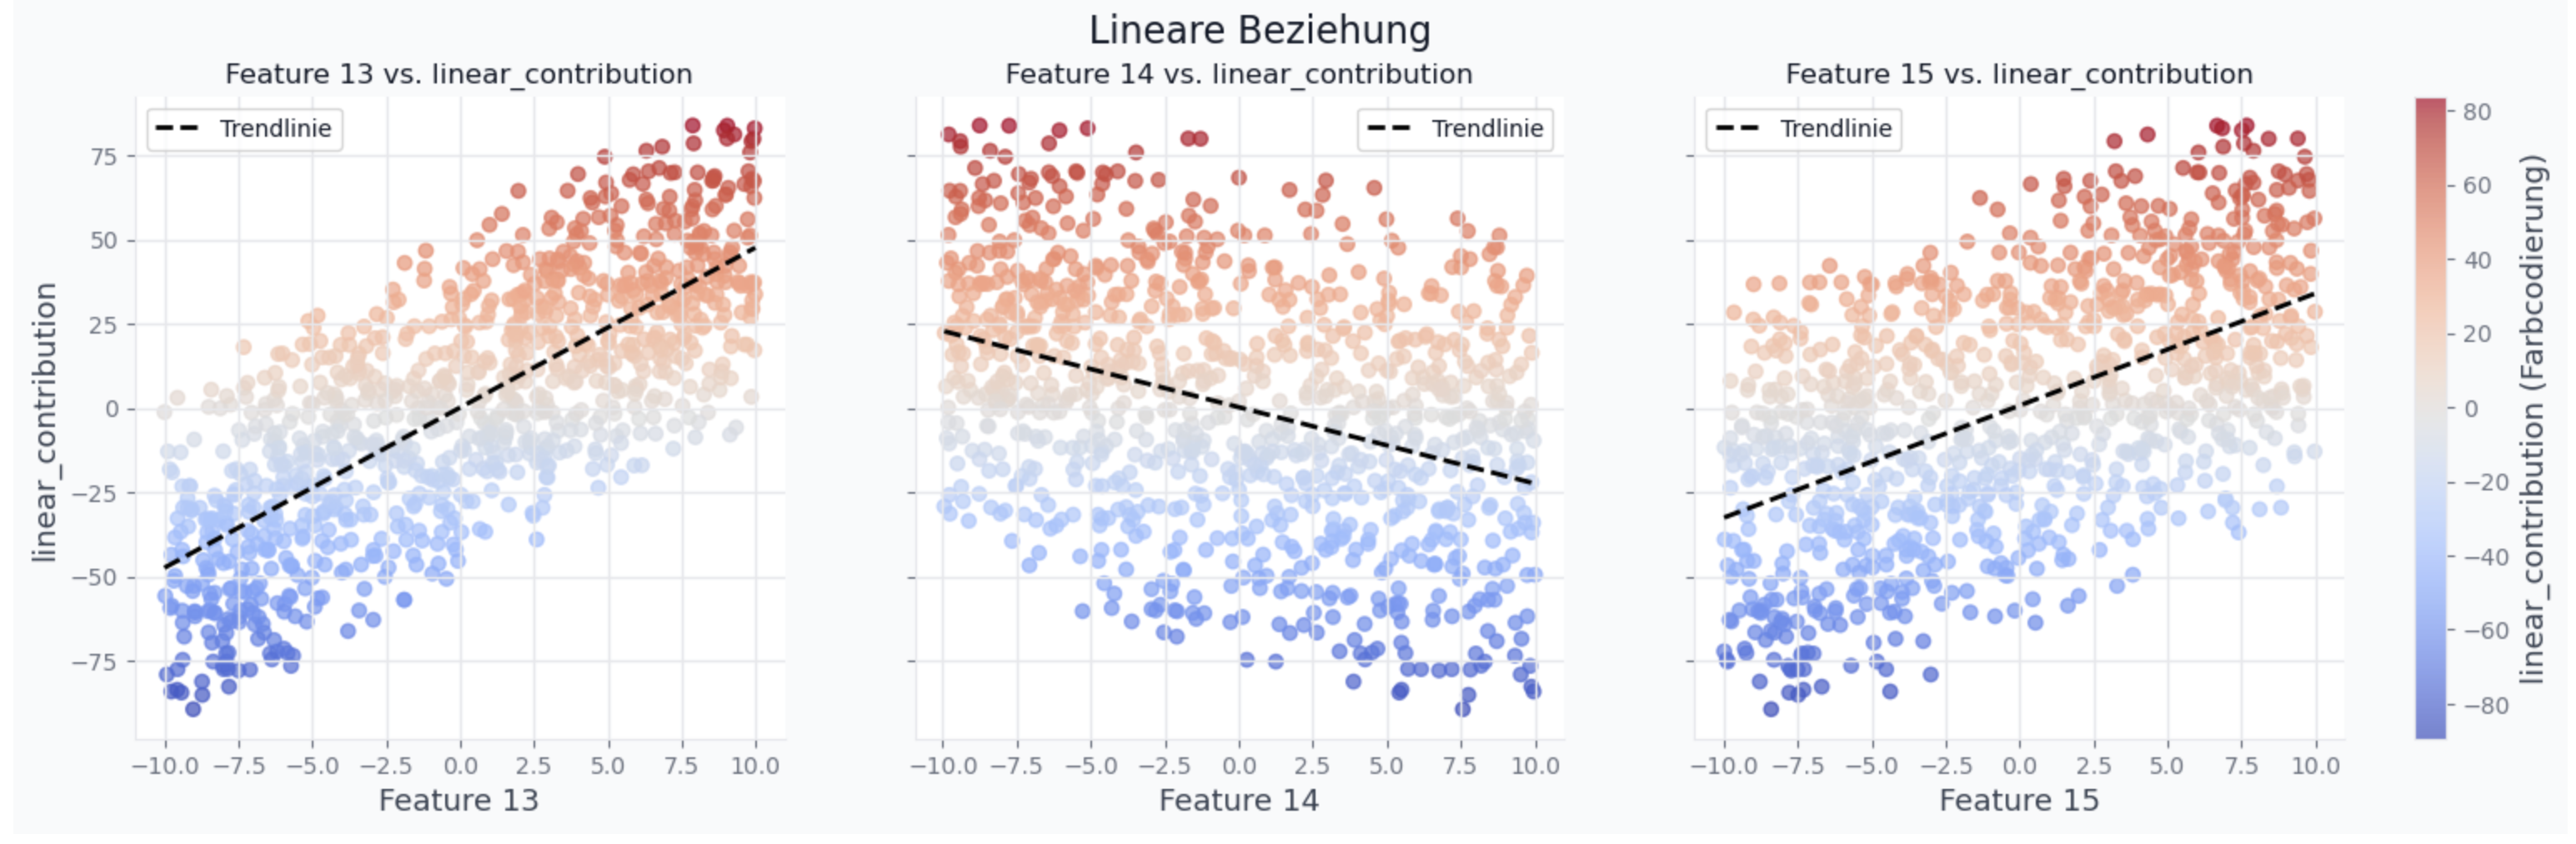 Lineare Beziehung
Feature 13 vs. linear_contribution
Feature 14 vs. linear_contribution
Feature 15 vs. linear_contribution
Trendlinie
Trendlinie
Trendlinie
linear_contribution
75
50
25
0
−25
−50
−75
−10.0 −7.5 −5.0 −2.5 0.0 2.5 5.0 7.5 10.0
Feature 13
−10.0 −7.5 −5.0 −2.5 0.0 2.5 5.0 7.5 10.0
Feature 14
−10.0 −7.5 −5.0 −2.5 0.0 2.5 5.0 7.5 10.0
Feature 15
80
60
40
20
0
−20
−40
−60
−80
linear_contribution (Farbcodierung)